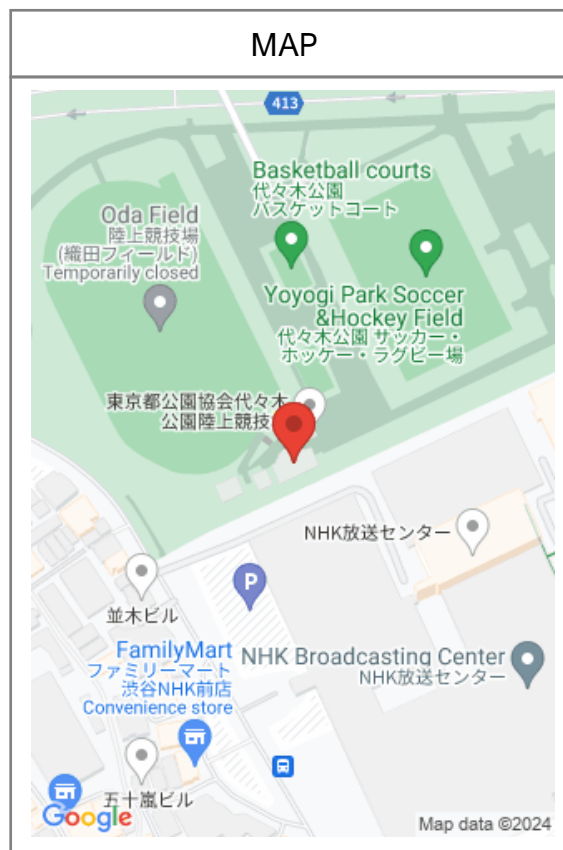 MAP
413
Basketball courts
代々木公園
バスケットコート
Oda Field
陸上競技場
(織田フィールド)
Temporarily closed
Yoyogi Park Soccer
&Hockey Field
代々木公園 サッカー・
ホッケー・ラグビー場
東京都公園協会代々木
公園陸上競技
NHK放送センター
P
並木ビル
FamilyMart
ファミリーマート
渋谷NHK前店
Convenience store
NHK Broadcasting Center
NHK放送センター
五十嵐ビル
Google
Map data ©2024